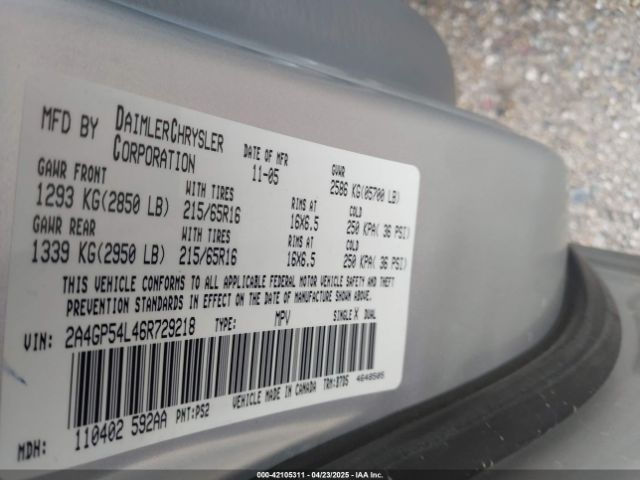 MFD BY DAIMLERCHRYSLER CORPORATION DATE OF MFR 11-05 GVWR 2586 KG(05700 LB)
GAWR FRONT WITH TIRES RIMS AT COLD
1293 KG(2850 LB) 215/65R16 16X6.5 250 KPA( 36 PSI)
GAWR REAR WITH TIRES RIMS AT COLD
1339 KG(2950 LB) 215/65R16 16X6.5 250 KPA( 36 PSI)
THIS VEHICLE CONFORMS TO ALL APPLICABLE FEDERAL MOTOR VEHICLE SAFETY AND THEFT
PREVENTION STANDARDS IN EFFECT ON THE DATE OF MANUFACTURE SHOWN ABOVE.
VIN: 2A4GP54L46R729218 TYPE: MPV SINGLE X DUAL
VEHICLE MADE IN CANADA TRM:B7D5 4648505
MDH: 110402 592AA PNT:PS2
000-42105311 - 04/23/2025 - IAA Inc.